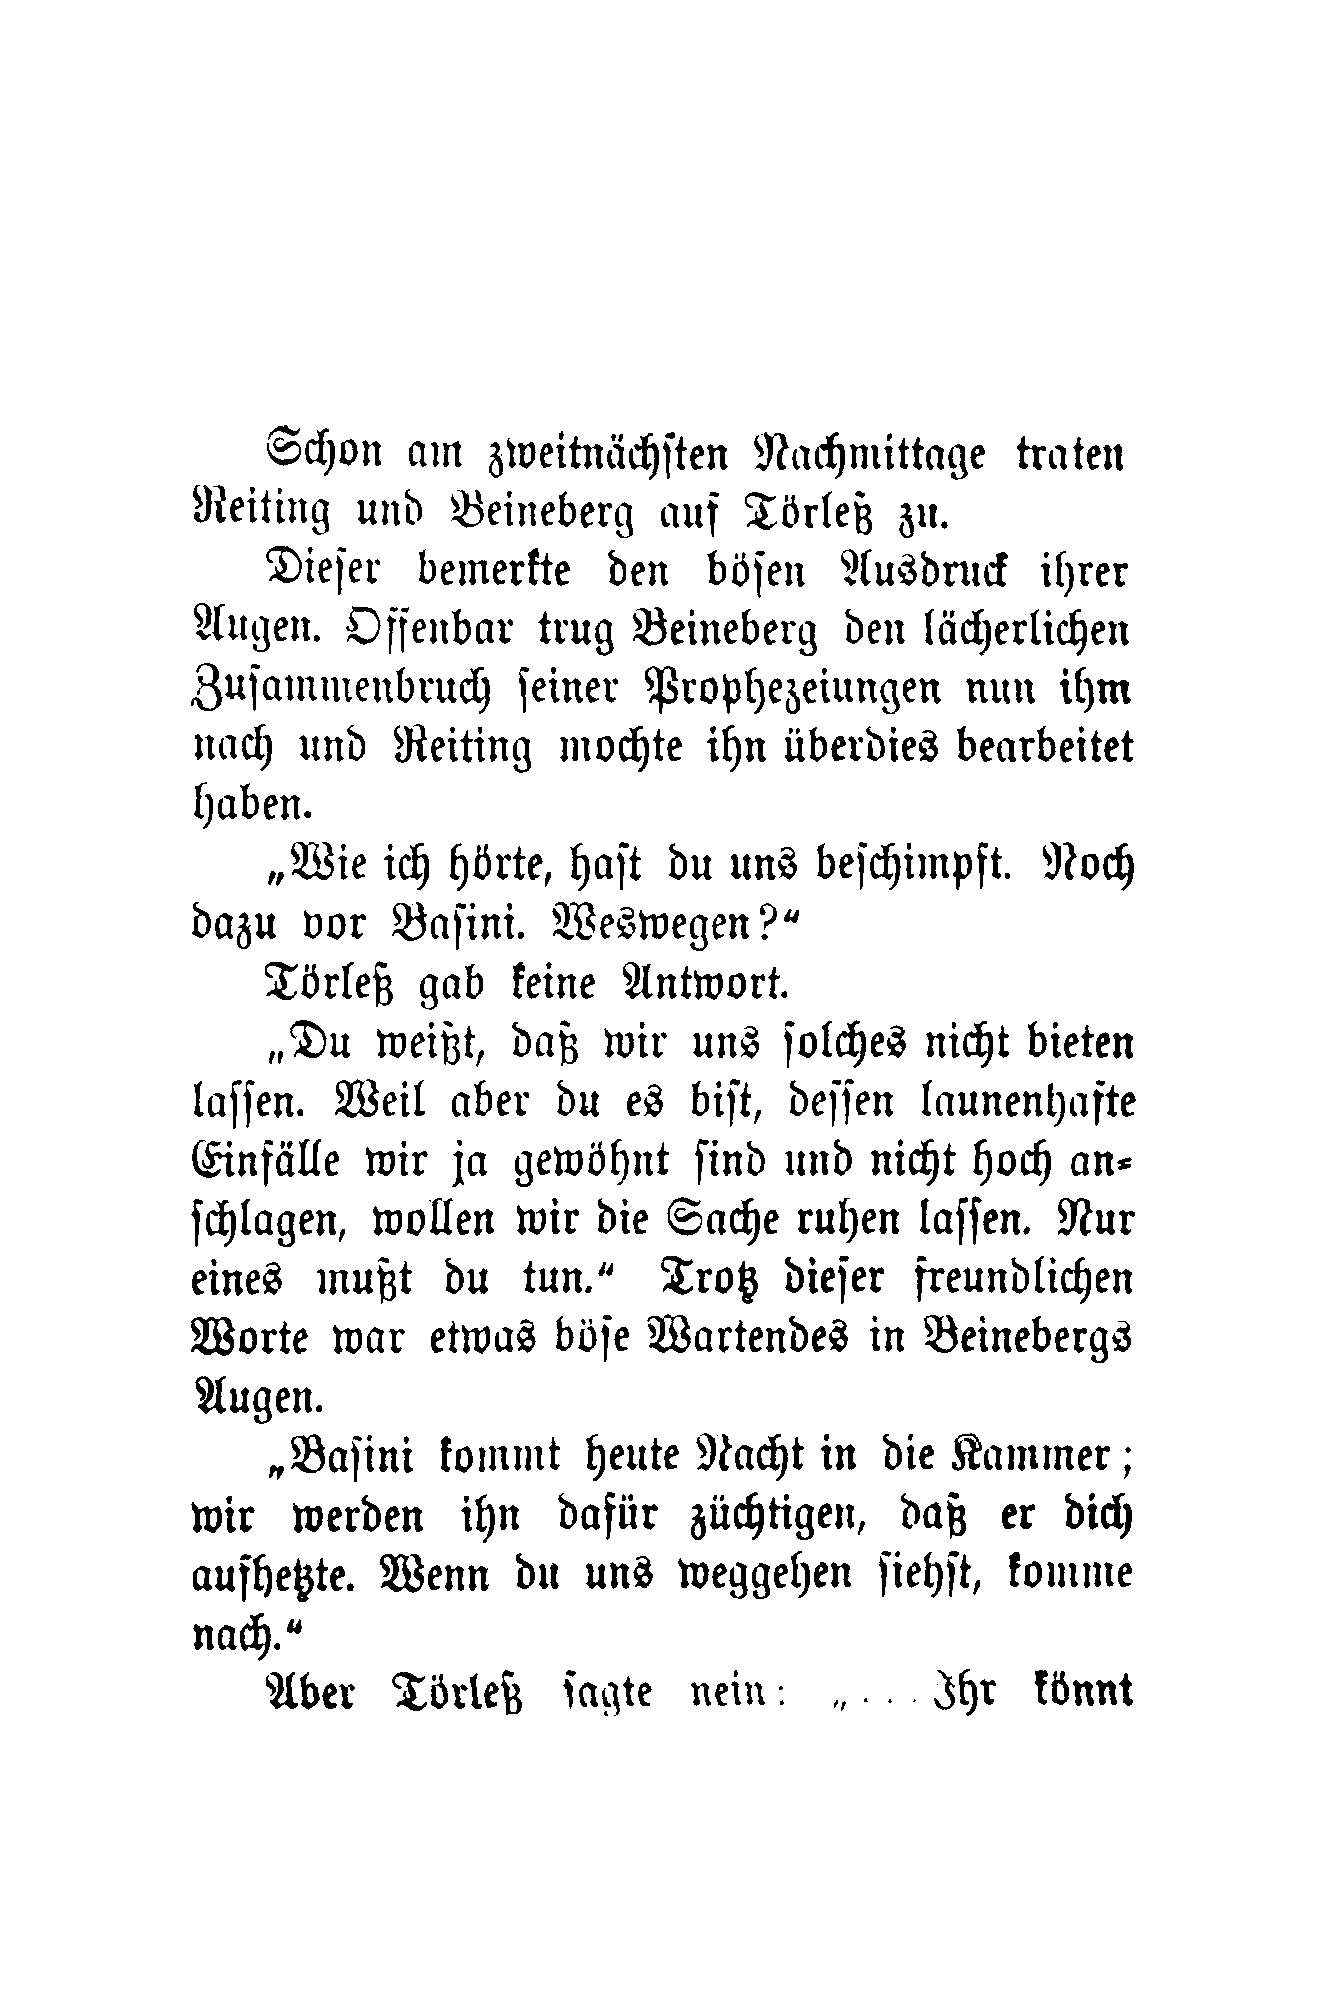 Schon am zweitnächsten Nachmittage traten
Reiting und Beineberg auf Törleß zu.
Dieser bemerkte den bösen Ausdruck ihrer
Augen. Offenbar trug Beineberg den lächerlichen
Zusammenbruch seiner Prophezeiungen nun ihm
nach und Reiting mochte ihn überdies bearbeitet
haben.
„Wie ich hörte, hast du uns beschimpft. Noch
dazu vor Basini. Weswegen?“
Törleß gab keine Antwort.
„Du weißt, daß wir uns solches nicht bieten
lassen. Weil aber du es bist, dessen launenhafte
Einfälle wir ja gewöhnt sind und nicht hoch an-
schlagen, wollen wir die Sache ruhen lassen. Nur
eines mußt du tun.“ Trotz dieser freundlichen
Worte war etwas böse Wartendes in Beinebergs
Augen.
„Basini kommt heute Nacht in die Kammer;
wir werden ihn dafür züchtigen, daß er dich
aufhetzte. Wenn du uns weggehen siehst, komme
nach.“
Aber Törleß sagte nein: „... Ihr könnt